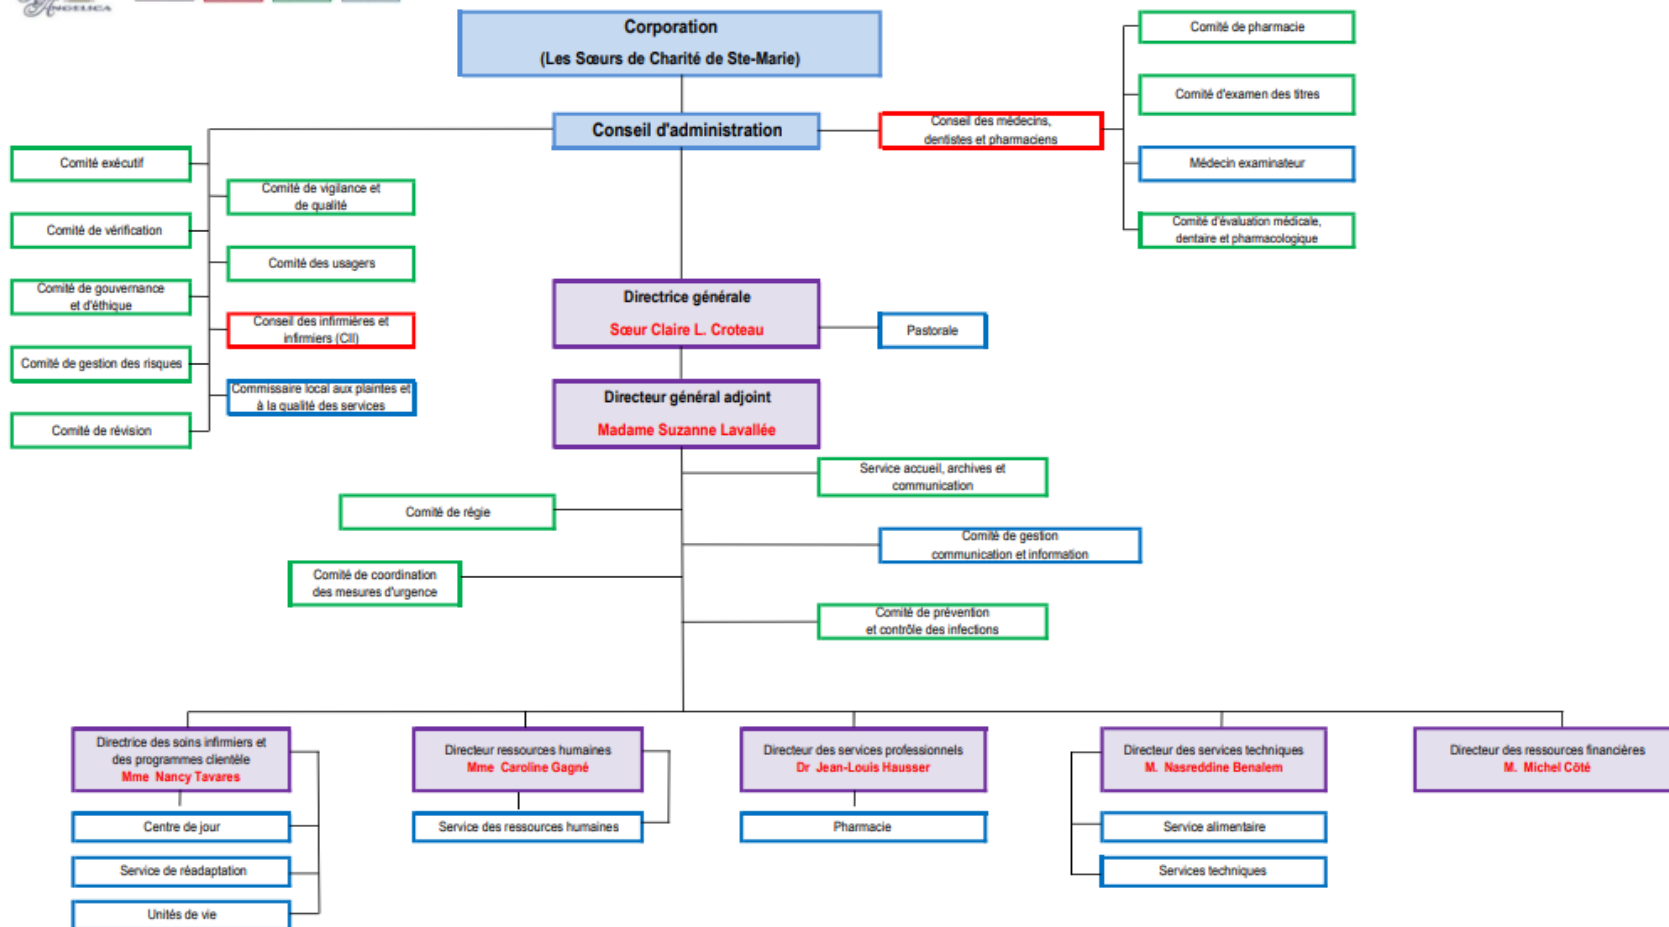 ANGELICA
Corporation
(Les Sœurs de Charité de Ste-Marie)
Conseil d'administration
Conseil des médecins,
dentistes et pharmaciens
Comité de pharmacie
Comité d'examen des titres
Médecin examinateur
Comité d'évaluation médicale,
dentaire et pharmacologique
Comité exécutif
Comité de vérification
Comité de gouvernance
et d'éthique
Comité de gestion des risques
Comité de révision
Comité de vigilance et
de qualité
Comité des usagers
Conseil des infirmières et
infirmiers (CII)
Commissaire local aux plaintes et
à la qualité des services
Directrice générale
Sœur Claire L. Croteau
Pastorale
Directeur général adjoint
Madame Suzanne Lavallée
Service accueil, archives et
communication
Comité de régie
Comité de gestion
communication et information
Comité de coordination
des mesures d'urgence
Comité de prévention
et contrôle des infections
Directrice des soins infirmiers et
des programmes clientèle
Mme Nancy Tavares
Centre de jour
Service de réadaptation
Unités de vie
Directeur ressources humaines
Mme Caroline Gagné
Service des ressources humaines
Directeur des services professionnels
Dr Jean-Louis Hausser
Pharmacie
Directeur des services techniques
M. Nasreddine Benalem
Service alimentaire
Services techniques
Directeur des ressources financières
M. Michel Côté